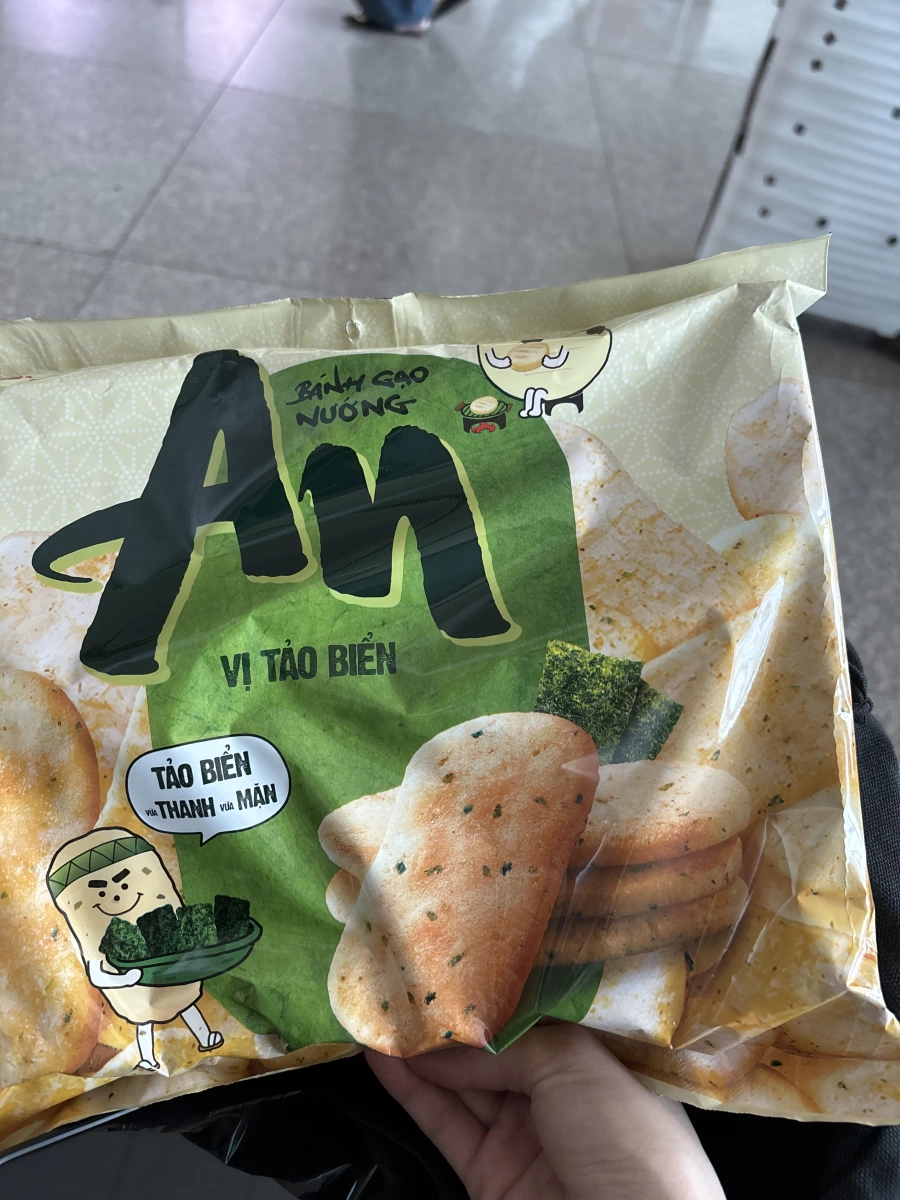 BÁNH GẠO
NƯỚNG
An
VỊ TẢO BIỂN
TẢO BIỂN
VỪA THANH VỪA MẶN